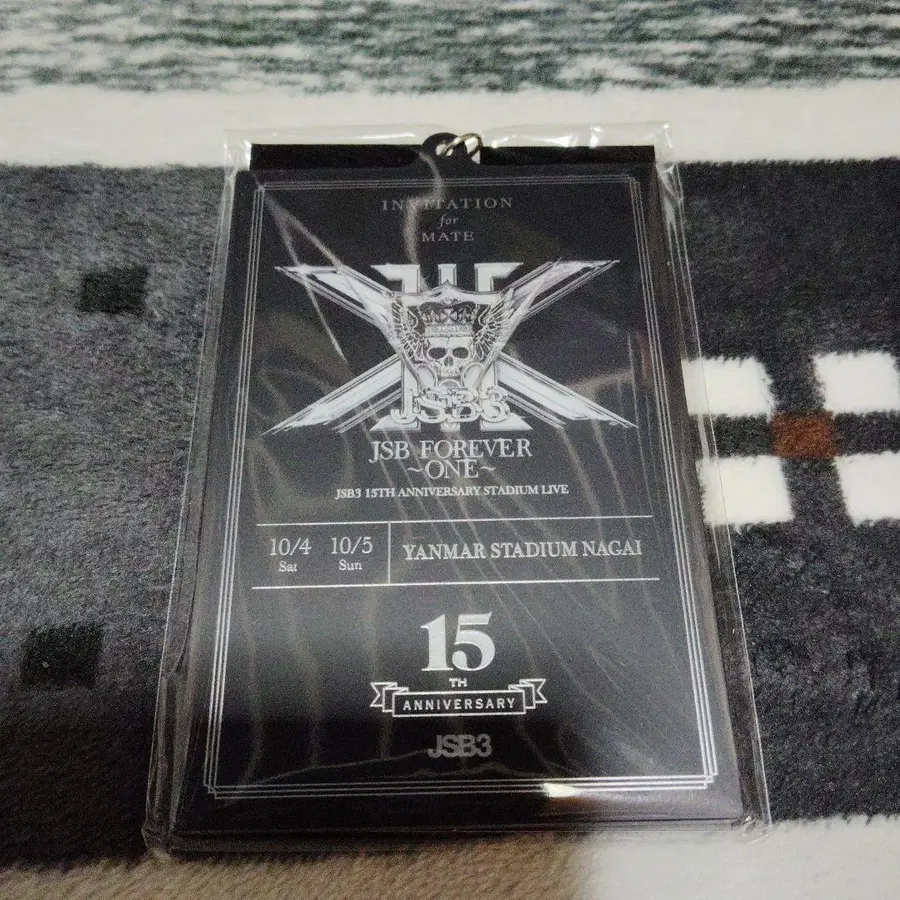 INVITATION
for
MATE
JSB3
JSB FOREVER
~ONE~
JSB3 15TH ANNIVERSARY STADIUM LIVE
10/4 10/5
Sat Sun
YANMAR STADIUM NAGAI
15
TH
ANNIVERSARY
JSB3